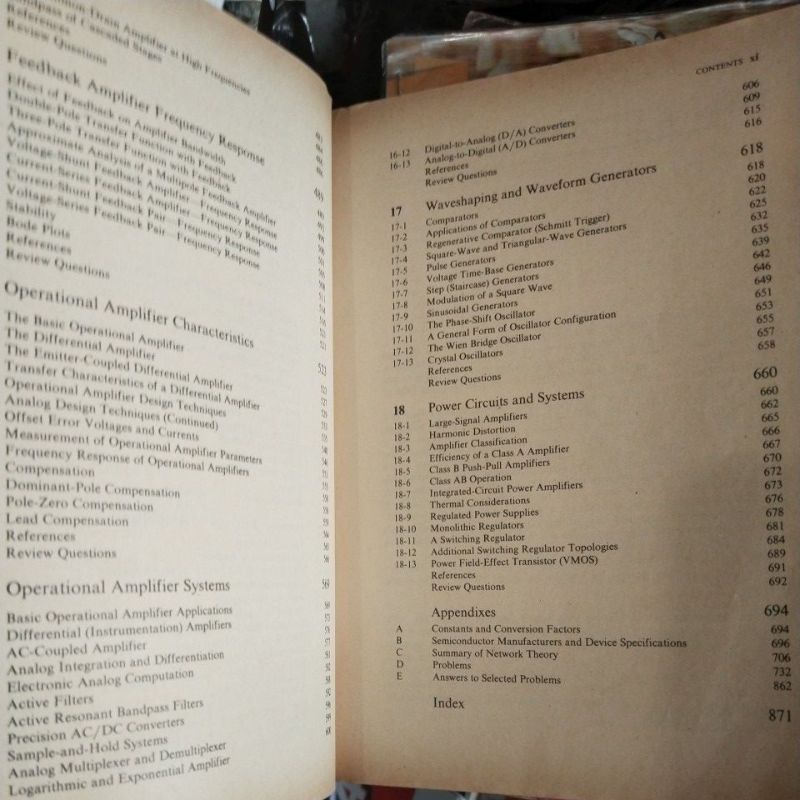 Common-Drain Amplifier at High Frequencies
Bandpass of Cascaded Stages
References
Review Questions
Feedback Amplifier Frequency Response
Effect of Feedback on Amplifier Bandwidth
Double-Pole Transfer Function with Feedback
Three-Pole Transfer Function with Feedback
Approximate Analysis of a Multipole Feedback Amplifier
Voltage-Shunt Feedback Amplifier—Frequency Response
Current-Series Feedback Amplifier—Frequency Response
Current-Shunt Feedback Pair—Frequency Response
Voltage-Series Feedback Pair—Frequency Response
Stability
Bode Plots
References
Review Questions
Operational Amplifier Characteristics 523
The Basic Operational Amplifier
The Differential Amplifier
The Emitter-Coupled Differential Amplifier
Transfer Characteristics of a Differential Amplifier
Operational Amplifier Design Techniques
Analog Design Techniques (Continued)
Offset Error Voltages and Currents
Measurement of Operational Amplifier Parameters
Frequency Response of Operational Amplifiers
Compensation
Dominant-Pole Compensation
Pole-Zero Compensation
Lead Compensation
References
Review Questions
Operational Amplifier Systems 569
Basic Operational Amplifier Applications
Differential (Instrumentation) Amplifiers
AC-Coupled Amplifier
Analog Integration and Differentiation
Electronic Analog Computation
Active Filters
Active Resonant Bandpass Filters
Precision AC/DC Converters
Sample-and-Hold Systems
Analog Multiplexer and Demultiplexer
Logarithmic and Exponential Amplifier
CONTENTS xi
16-12 Digital-to-Analog (D/A) Converters 606
16-13 Analog-to-Digital (A/D) Converters 609
References 615
Review Questions 616
17 Waveshaping and Waveform Generators 618
17-1 Comparators 618
17-2 Applications of Comparators 620
17-3 Regenerative Comparator (Schmitt Trigger) 622
17-4 Square-Wave and Triangular-Wave Generators 625
17-5 Pulse Generators 632
17-6 Voltage Time-Base Generators 635
17-7 Step (Staircase) Generators 639
17-8 Modulation of a Square Wave 642
17-9 Sinusoidal Generators 646
17-10 The Phase-Shift Oscillator 649
17-11 A General Form of Oscillator Configuration 651
17-12 The Wien Bridge Oscillator 653
17-13 Crystal Oscillators 655
References 657
Review Questions 658
18 Power Circuits and Systems 660
18-1 Large-Signal Amplifiers 660
18-2 Harmonic Distortion 662
18-3 Amplifier Classification 665
18-4 Efficiency of a Class A Amplifier 666
18-5 Class B Push-Pull Amplifiers 667
18-6 Class AB Operation 670
18-7 Integrated-Circuit Power Amplifiers 672
18-8 Thermal Considerations 673
18-9 Regulated Power Supplies 676
18-10 Monolithic Regulators 678
18-11 A Switching Regulator 681
18-12 Additional Switching Regulator Topologies 684
18-13 Power Field-Effect Transistor (VMOS) 689
References 691
Review Questions 692
Appendixes 694
A Constants and Conversion Factors 694
B Semiconductor Manufacturers and Device Specifications 696
C Summary of Network Theory 706
D Problems 732
E Answers to Selected Problems 862
Index 871